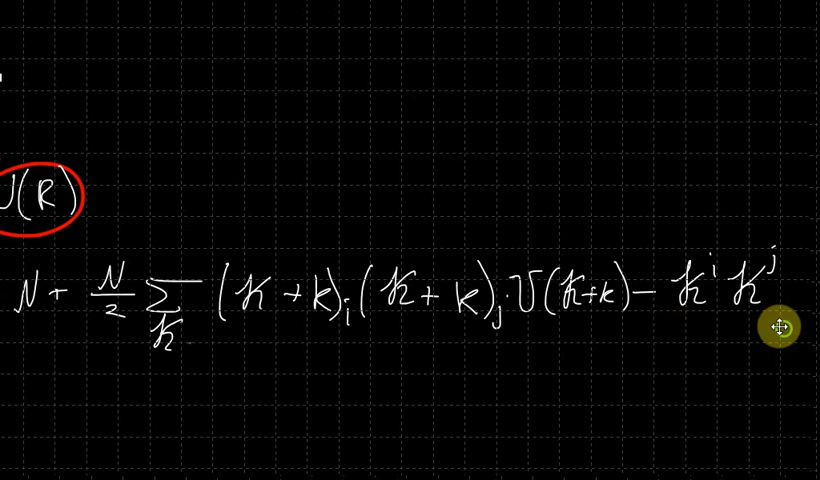 U(R)
N + N/2 ∑_K (K + k)_i (K + k)_j · U(K+k) - K^i K^j